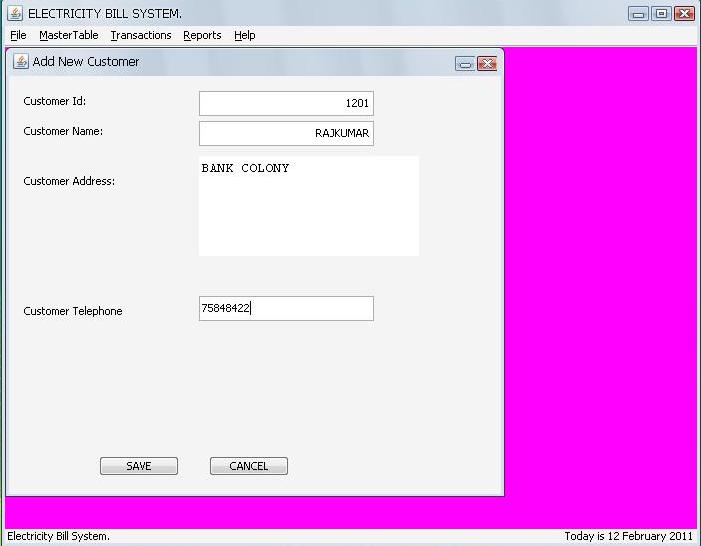 ELECTRICITY BILL SYSTEM.
File MasterTable Transactions Reports Help
Add New Customer
Customer Id: 1201
Customer Name: RAJKUMAR
Customer Address: BANK COLONY
Customer Telephone 75848422
SAVE CANCEL
Electricity Bill System. Today is 12 February 2011